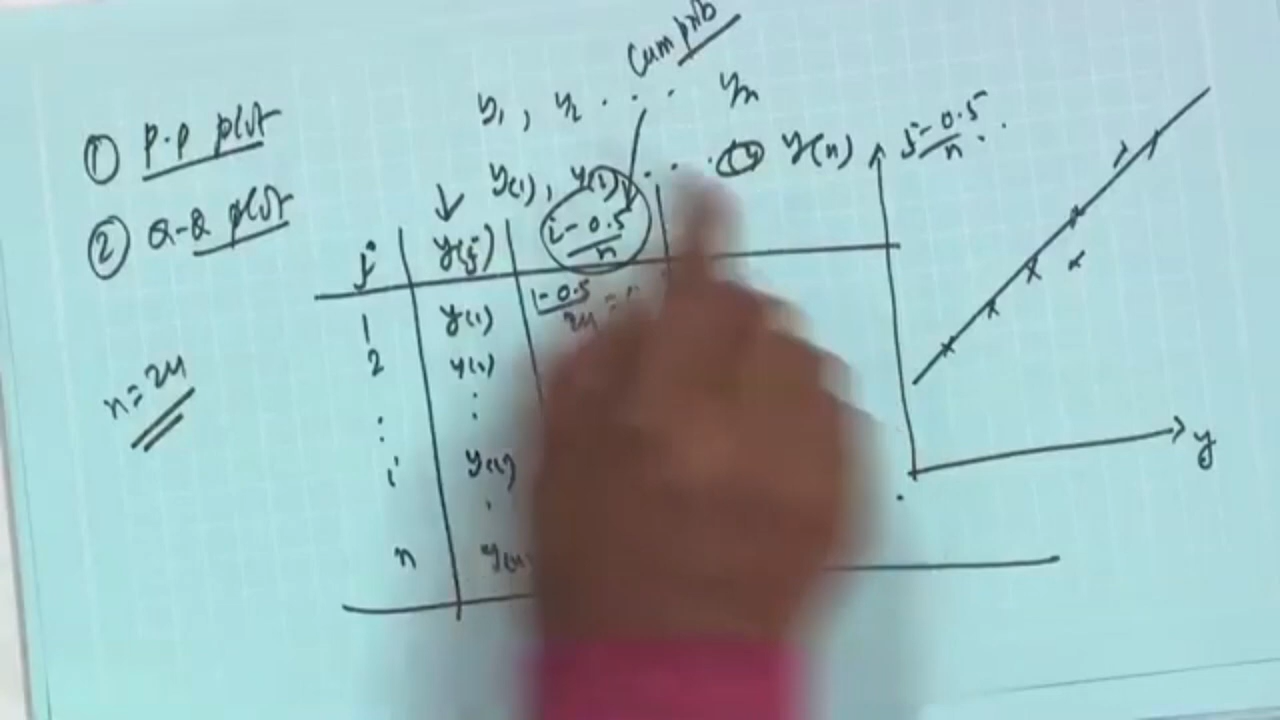 Cum prob
y1, y2 . . . yn
① P-P plot
y(1), y(2), . . . y(n)
② Q-Q plot
j y(j) i-0.5/n
j-0.5/n
1 y(1) 1-0.5/24 =
2 y(2)
: :
i y(i)
n y(n)
n=24
y